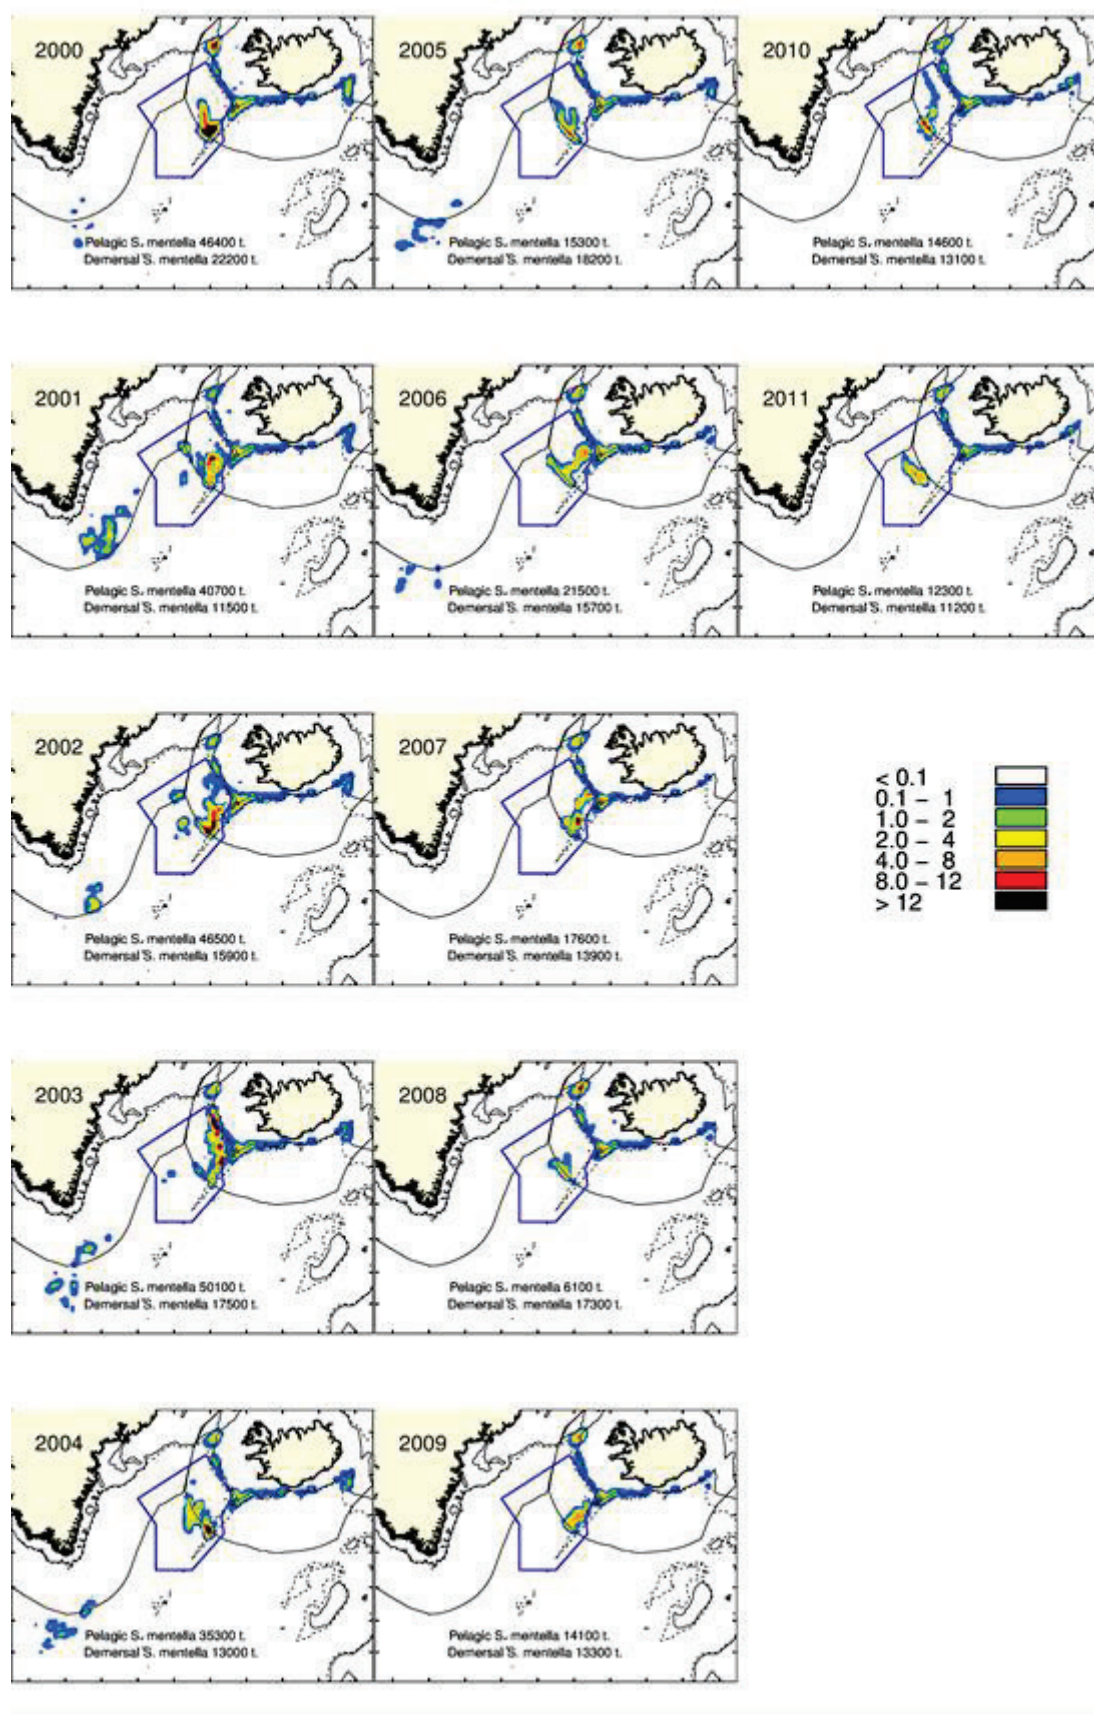 2000
Pelagic S. mentella 46400 t.
Demersal S. mentella 22200 t.
2005
Pelagic S. mentella 15300 t.
Demersal S. mentella 18200 t.
2010
Pelagic S. mentella 14600 t.
Demersal S. mentella 13100 t.
2001
Pelagic S. mentella 40700 t.
Demersal S. mentella 11500 t.
2006
Pelagic S. mentella 21500 t.
Demersal S. mentella 15700 t.
2011
Pelagic S. mentella 12300 t.
Demersal S. mentella 11200 t.
2002
Pelagic S. mentella 46500 t.
Demersal S. mentella 15900 t.
2007
Pelagic S. mentella 17600 t.
Demersal S. mentella 13900 t.
< 0.1
0.1 – 1
1.0 – 2
2.0 – 4
4.0 – 8
8.0 – 12
> 12
2003
Pelagic S. mentella 50100 t.
Demersal S. mentella 17500 t.
2008
Pelagic S. mentella 6100 t.
Demersal S. mentella 17300 t.
2004
Pelagic S. mentella 35300 t.
Demersal S. mentella 13000 t.
2009
Pelagic S. mentella 14100 t.
Demersal S. mentella 13300 t.